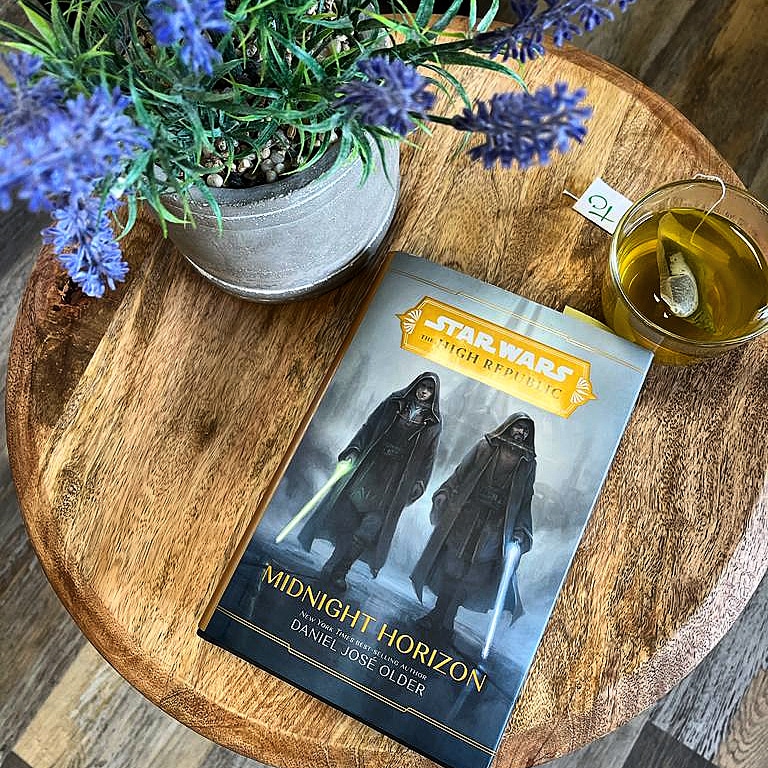 STAR WARS
THE HIGH REPUBLIC
MIDNIGHT HORIZON
NEW YORK TIMES BEST-SELLING AUTHOR
DANIEL JOSÉ OLDER